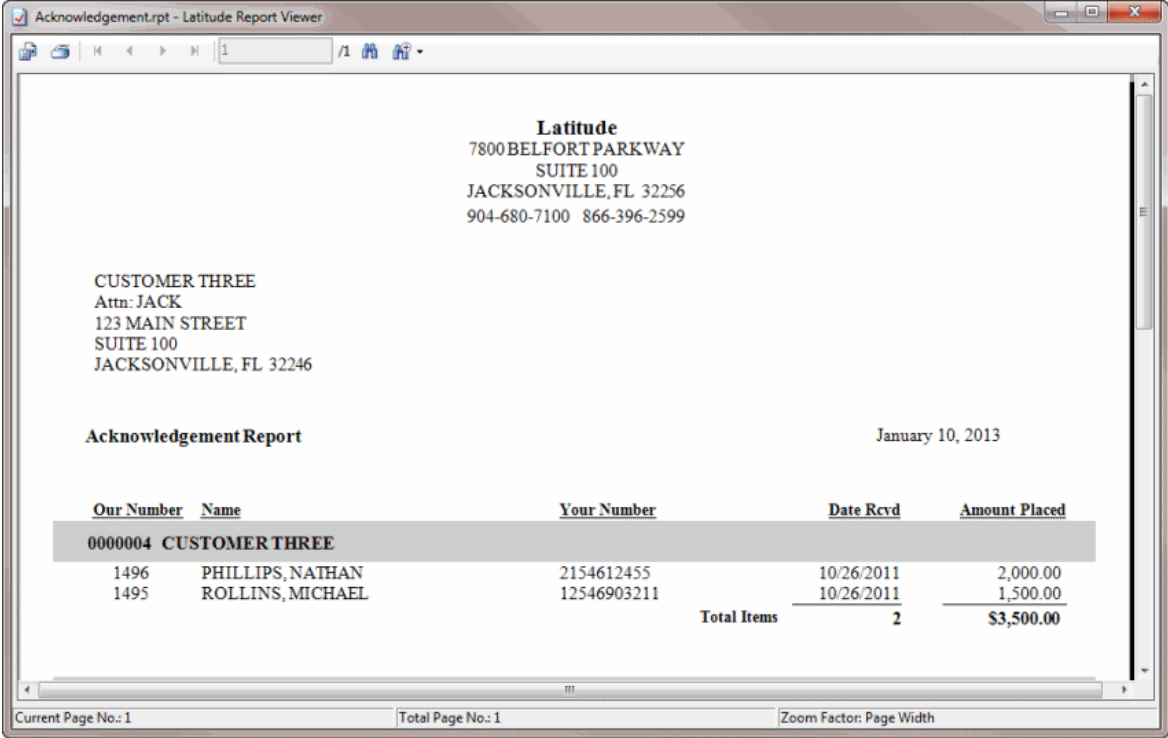 Acknowledgement.rpt - Latitude Report Viewer
1 /1
Latitude
7800 BELFORT PARKWAY
SUITE 100
JACKSONVILLE, FL 32256
904-680-7100 866-396-2599
CUSTOMER THREE
Attn: JACK
123 MAIN STREET
SUITE 100
JACKSONVILLE, FL 32246
Acknowledgement Report January 10, 2013
Our Number Name Your Number Date Rcvd Amount Placed
0000004 CUSTOMER THREE
1496 PHILLIPS, NATHAN 2154612455 10/26/2011 2,000.00
1495 ROLLINS, MICHAEL 12546903211 10/26/2011 1,500.00
Total Items 2 $3,500.00
Current Page No.: 1 Total Page No.: 1 Zoom Factor: Page Width